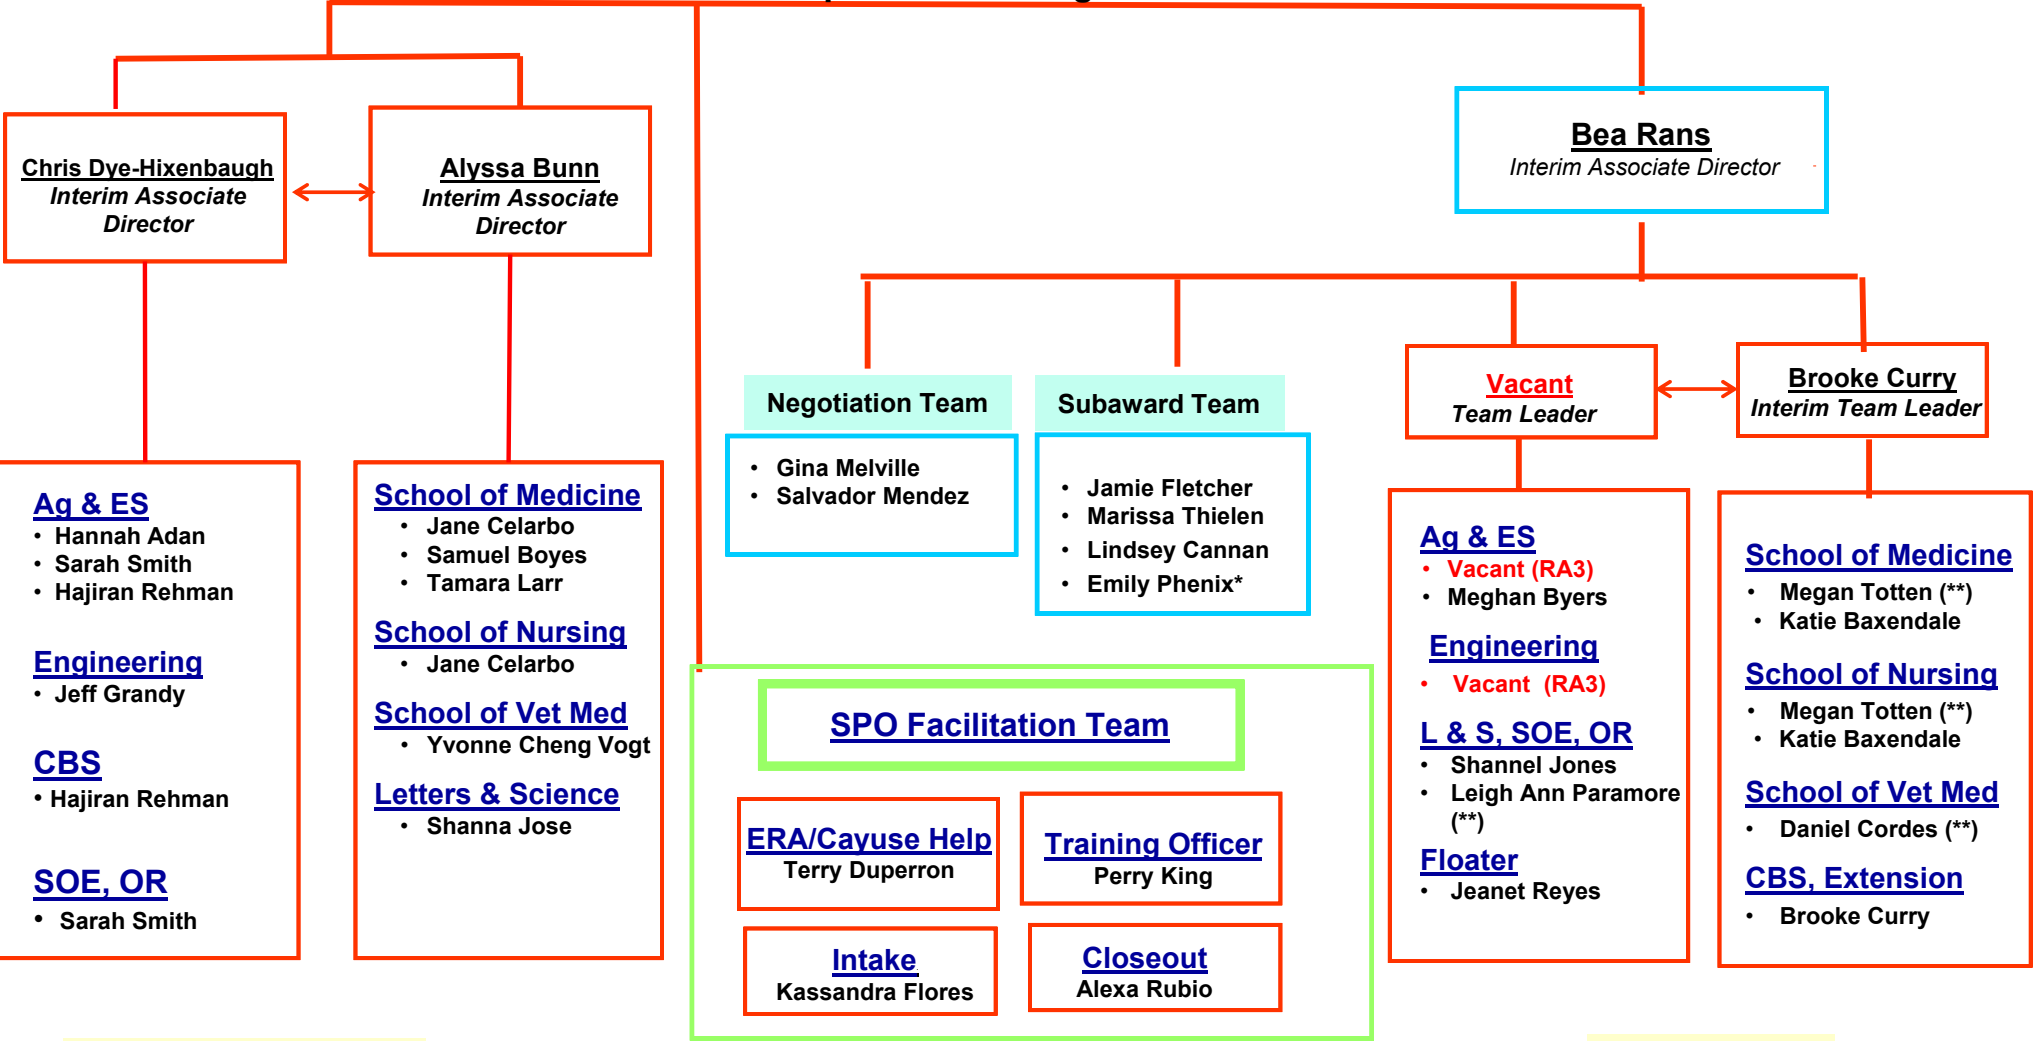 Chris Dye-Hixenbaugh
Interim Associate
Director
Alyssa Bunn
Interim Associate
Director
Bea Rans
Interim Associate Director
Negotiation Team
• Gina Melville
• Salvador Mendez
Subaward Team
• Jamie Fletcher
• Marissa Thielen
• Lindsey Cannan
• Emily Phenix*
Vacant
Team Leader
Brooke Curry
Interim Team Leader
Ag & ES
• Hannah Adan
• Sarah Smith
• Hajiran Rehman
Engineering
• Jeff Grandy
CBS
• Hajiran Rehman
SOE, OR
• Sarah Smith
School of Medicine
• Jane Celarbo
• Samuel Boyes
• Tamara Larr
School of Nursing
• Jane Celarbo
School of Vet Med
• Yvonne Cheng Vogt
Letters & Science
• Shanna Jose
SPO Facilitation Team
ERA/Cayuse Help
Terry Duperron
Training Officer
Perry King
Intake
Kassandra Flores
Closeout
Alexa Rubio
Ag & ES
• Vacant (RA3)
• Meghan Byers
Engineering
• Vacant (RA3)
L & S, SOE, OR
• Shannel Jones
• Leigh Ann Paramore
(**)
Floater
• Jeanet Reyes
School of Medicine
• Megan Totten (**)
• Katie Baxendale
School of Nursing
• Megan Totten (**)
• Katie Baxendale
School of Vet Med
• Daniel Cordes (**)
CBS, Extension
• Brooke Curry